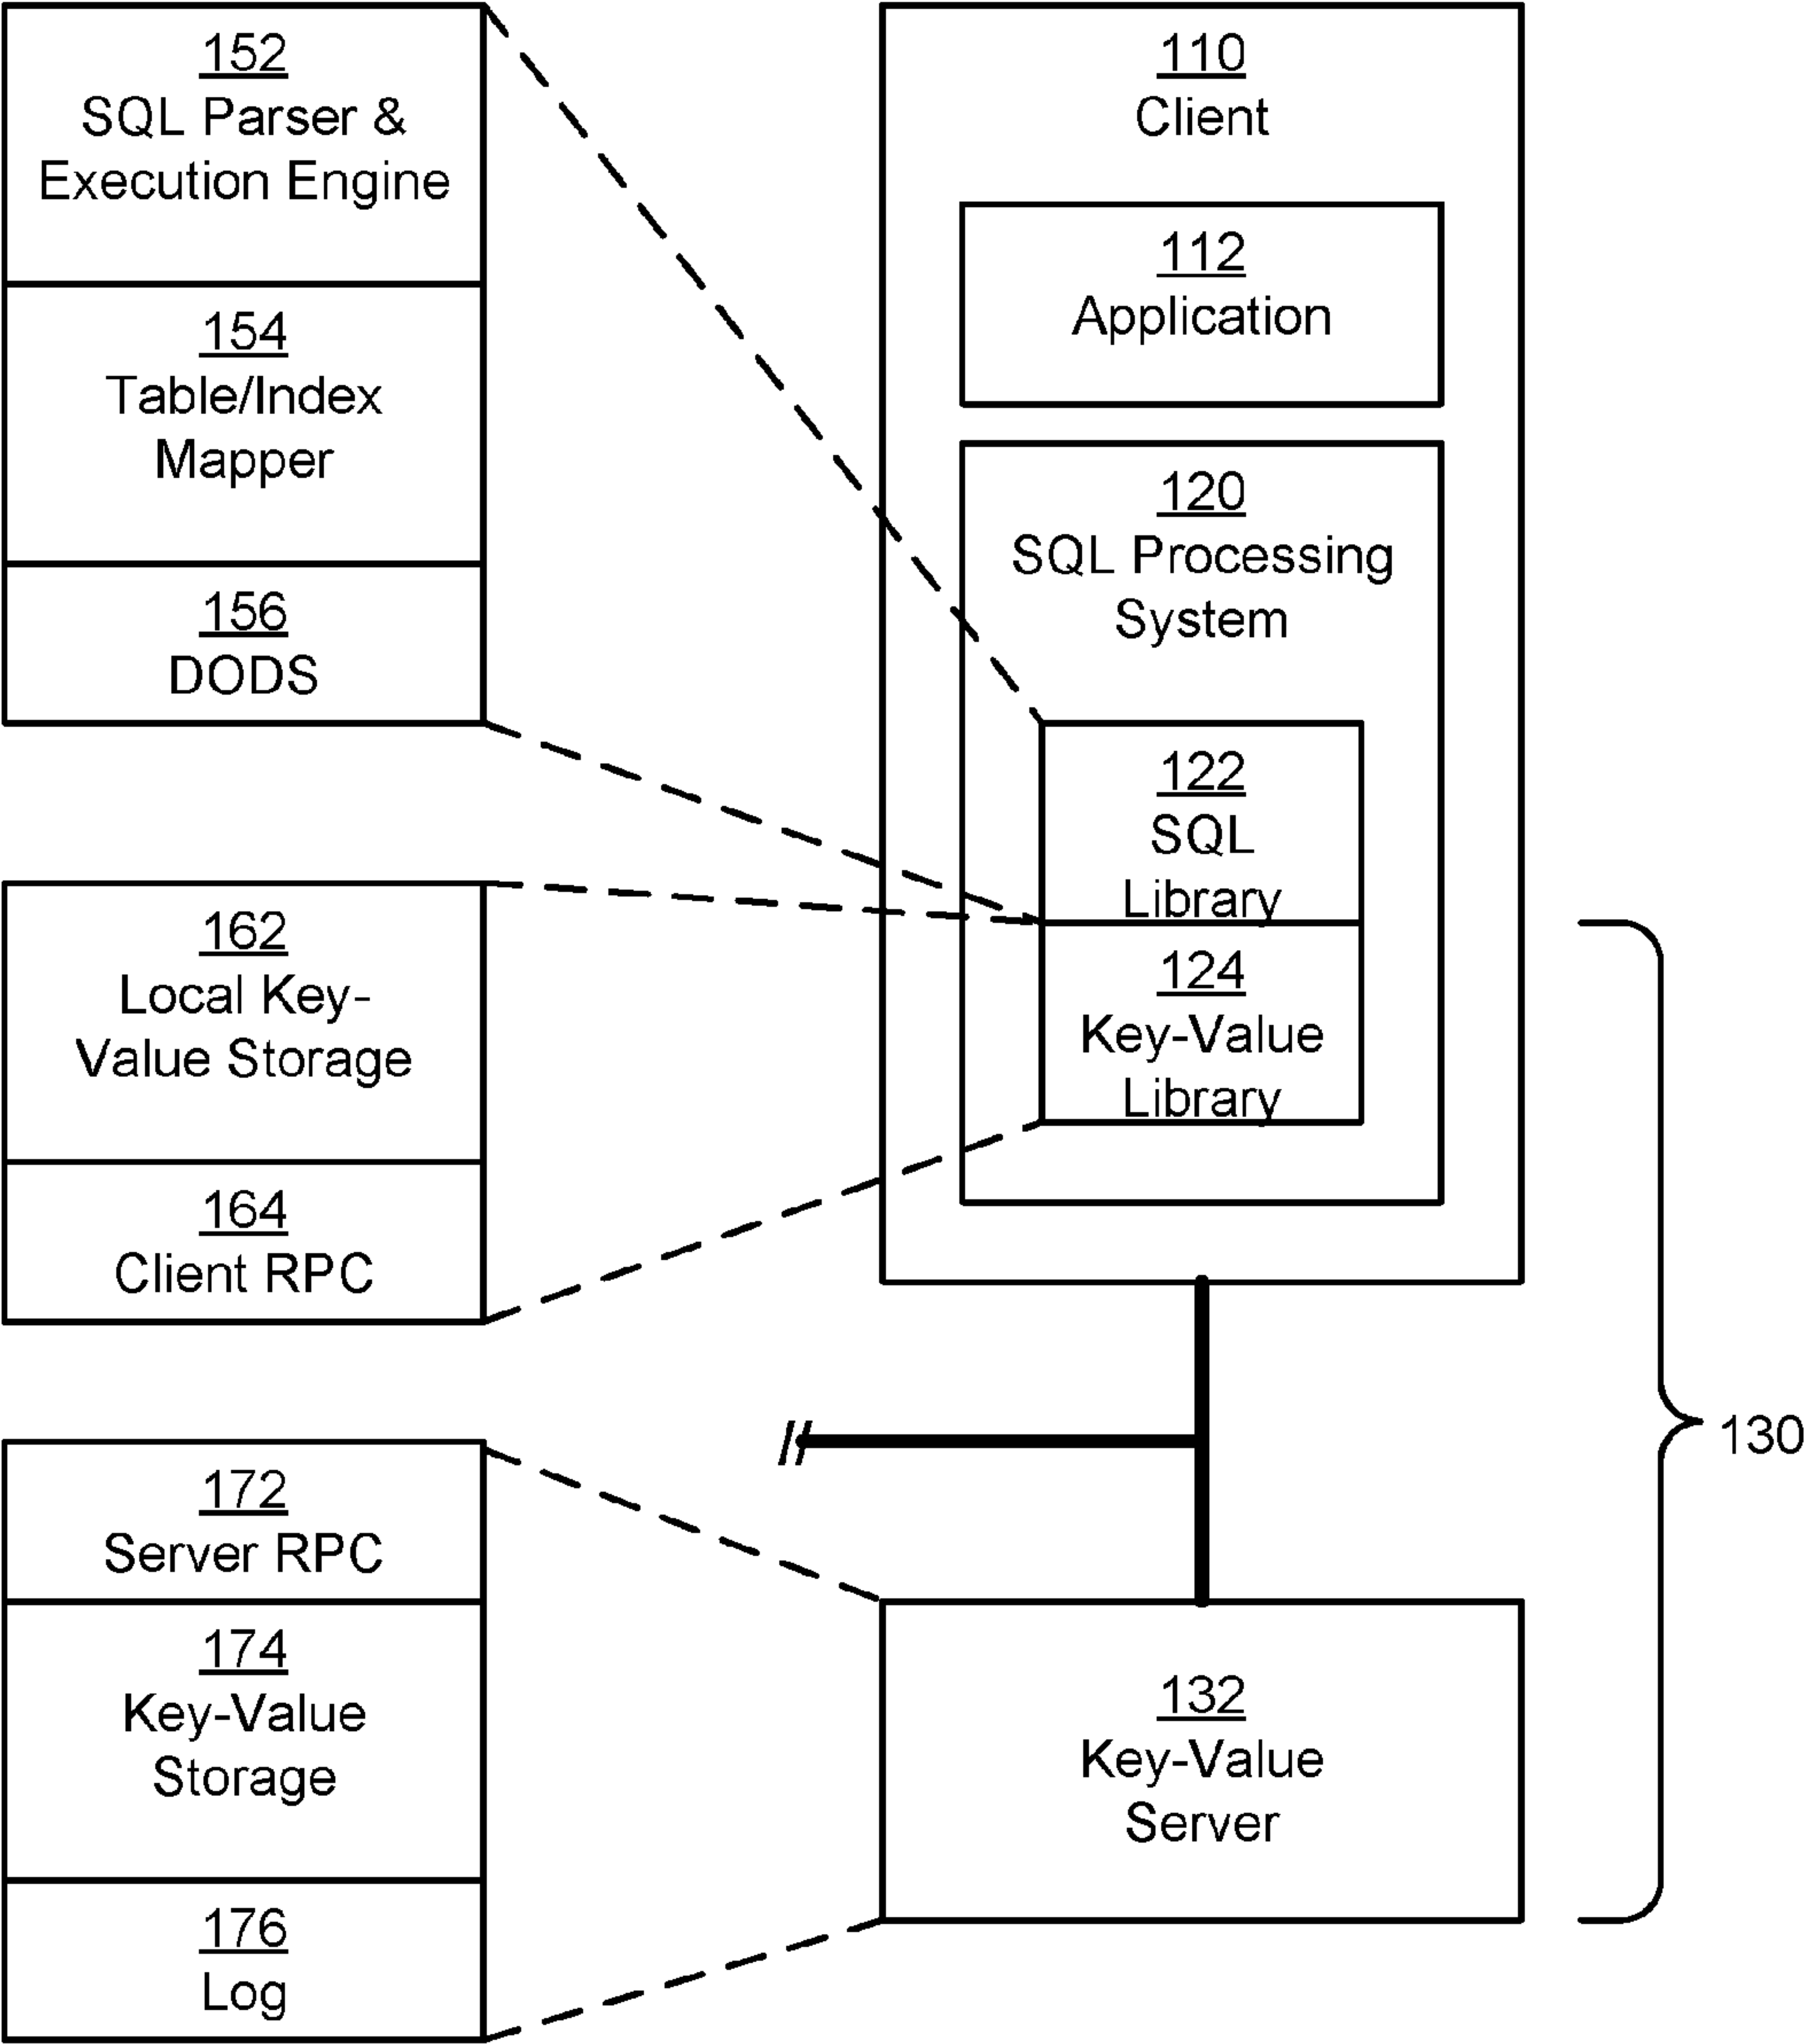 152
SQL Parser &
Execution Engine
154
Table/Index
Mapper
156
DODS
162
Local Key-
Value Storage
164
Client RPC
172
Server RPC
174
Key-Value
Storage
176
Log
110
Client
112
Application
120
SQL Processing
System
122
SQL
Library
124
Key-Value
Library
130
132
Key-Value
Server